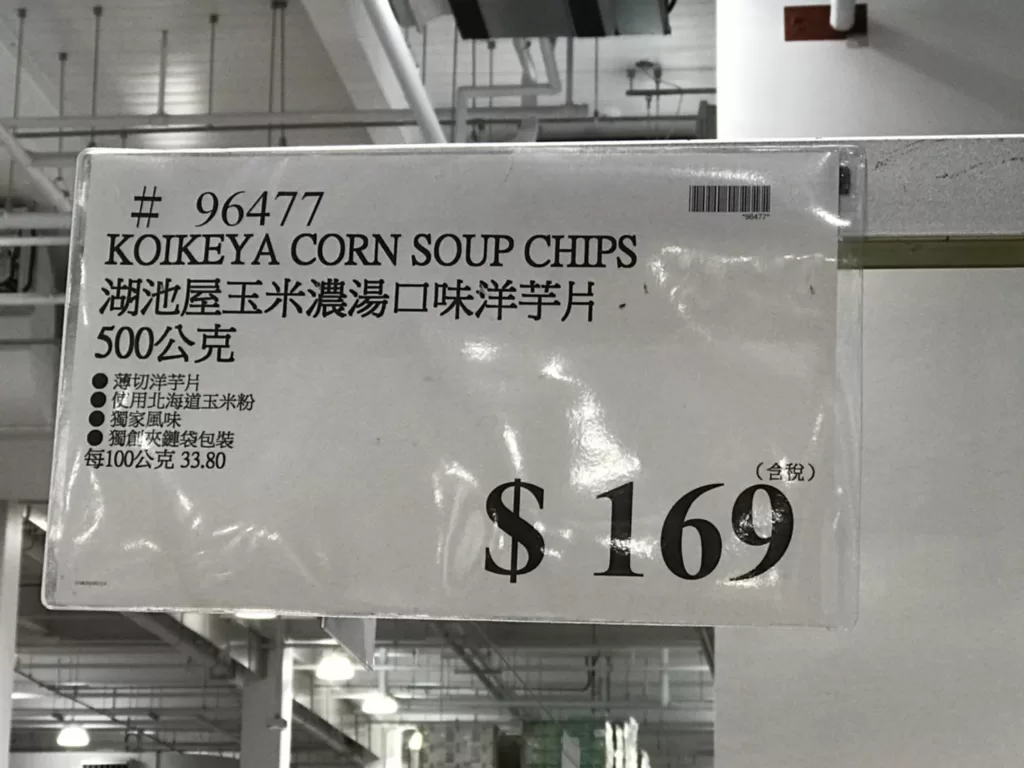 # 96477
*96477*
KOIKEYA CORN SOUP CHIPS
湖池屋玉米濃湯口味洋芋片
500公克
● 薄切洋芋片
● 使用北海道玉米粉
● 獨家風味
● 獨創夾鏈袋包裝
每100公克 33.80
(含稅)
$ 169